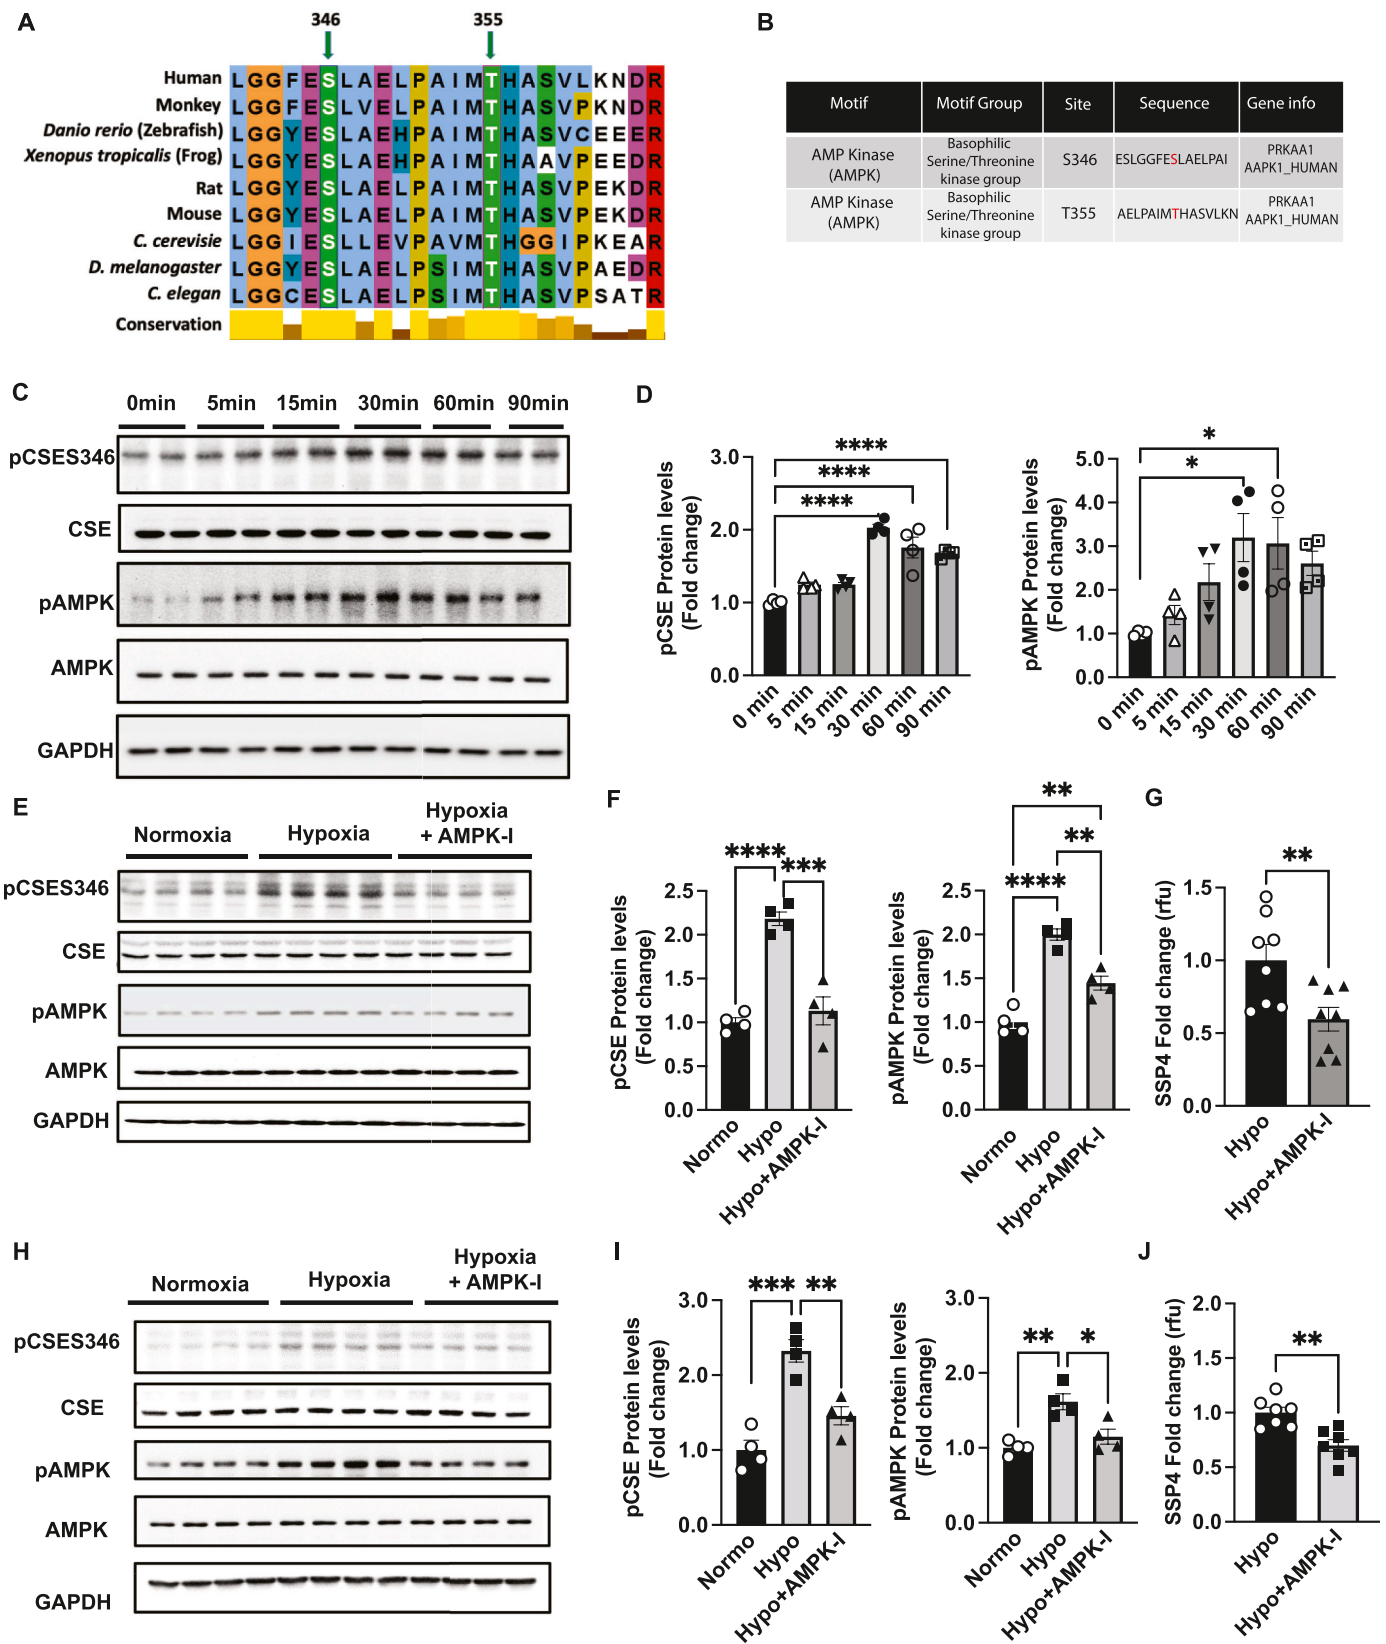 A
346 355
Human LGGFESLAELPAIMTHASVLKNDR
Monkey LGGFESLVELPAIMTHASVPKNDR
Danio rerio (Zebrafish) LGGYESLAEHPAIMTHASVCEEER
Xenopus tropicalis (Frog) LGGYESLAEHPAIMTHAAVPEEDR
Rat LGGYESLAELPAIMTHASVPEKDR
Mouse LGGYESLAELPAIMTHASVPEKDR
C. cerevisie LGGIESLLEVPAVMTHGGIPKEAR
D. melanogaster LGGYESLAELPSIMTHASVPAEDR
C. elegan LGGCESLAELPSIMTHASVPSATR
Conservation
B
Motif Motif Group Site Sequence Gene info
AMP Kinase (AMPK) Basophilic Serine/Threonine kinase group S346 ESLGGFESLAELPAI PRKAA1 AAPK1_HUMAN
AMP Kinase (AMPK) Basophilic Serine/Threonine kinase group T355 AELPAIMTHASVLKN PRKAA1 AAPK1_HUMAN
C
0min 5min 15min 30min 60min 90min
pCSES346
CSE
pAMPK
AMPK
GAPDH
D
pCSE Protein levels
(Fold change)
3.0
2.0
1.0
0.0
****
****
****
0 min 5 min 15 min 30 min 60 min 90 min
pAMPK Protein levels
(Fold change)
5.0
4.0
3.0
2.0
1.0
0.0
*
*
0 min 5 min 15 min 30 min 60 min 90 min
E
Normoxia Hypoxia Hypoxia
+ AMPK-I
pCSES346
CSE
pAMPK
AMPK
GAPDH
F
pCSE Protein levels
(Fold change)
2.5
2.0
1.5
1.0
0.5
0.0
**** ***
Normo Hypo Hypo+AMPK-I
pAMPK Protein levels
(Fold change)
2.5
2.0
1.5
1.0
0.5
0.0
**
**
****
Normo Hypo Hypo+AMPK-I
G
SSP4 Fold change (rfu)
1.5
1.0
0.5
0.0
**
Hypo Hypo+AMPK-I
H
Normoxia Hypoxia Hypoxia
+ AMPK-I
pCSES346
CSE
pAMPK
AMPK
GAPDH
I
pCSE Protein levels
(Fold change)
3.0
2.0
1.0
0.0
*** **
Normo Hypo Hypo+AMPK-I
pAMPK Protein levels
(Fold change)
3.0
2.0
1.0
0.0
** *
Normo Hypo Hypo+AMPK-I
J
SSP4 Fold change (rfu)
2.0
1.5
1.0
0.5
0.0
**
Hypo Hypo+AMPK-I